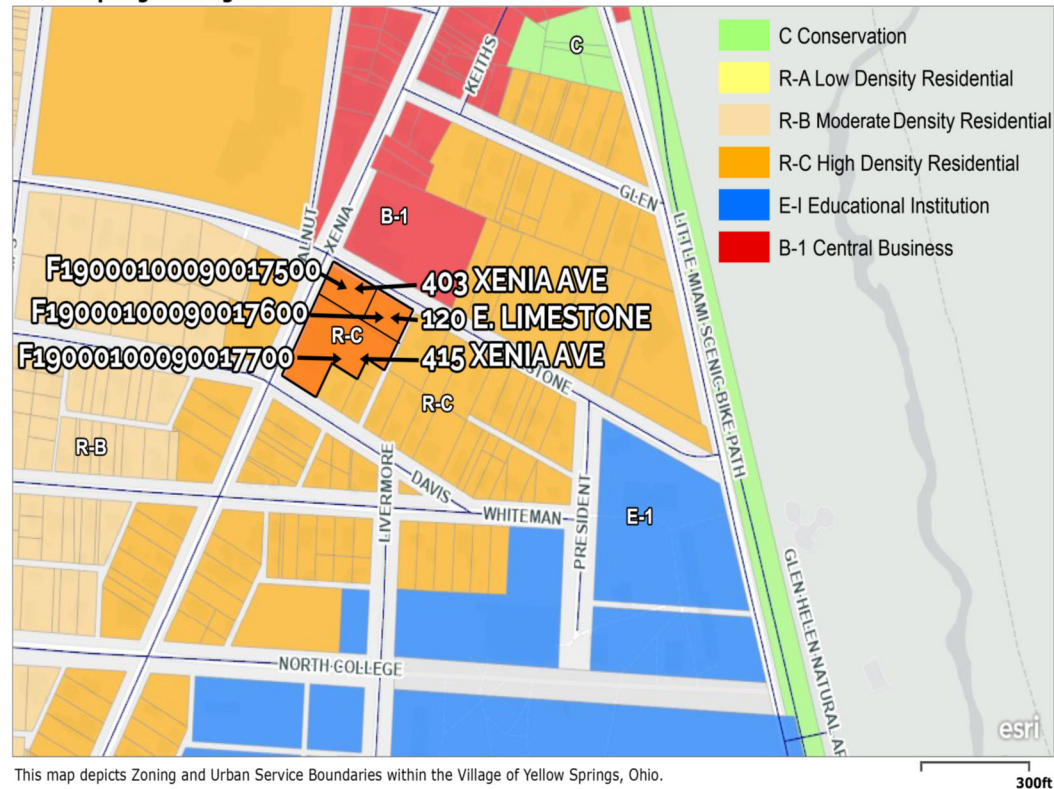 C Conservation
R-A Low Density Residential
R-B Moderate Density Residential
R-C High Density Residential
E-I Educational Institution
B-1 Central Business
C
KEITHS
GLEN
XENIA
B-1
LITTLE MIAMI SCENIC BIKE PATH
F19000100090017500
403 XENIA AVE
F19000100090017600
120 E. LIMESTONE
R-C
F19000100090017700
415 XENIA AVE
R-C
R-B
LIVERMORE
DAVIS
WHITEMAN
PRESIDENT
E-1
NORTH COLLEGE
GLEN HELEN NATURAL AR
esri
This map depicts Zoning and Urban Service Boundaries within the Village of Yellow Springs, Ohio.
300ft